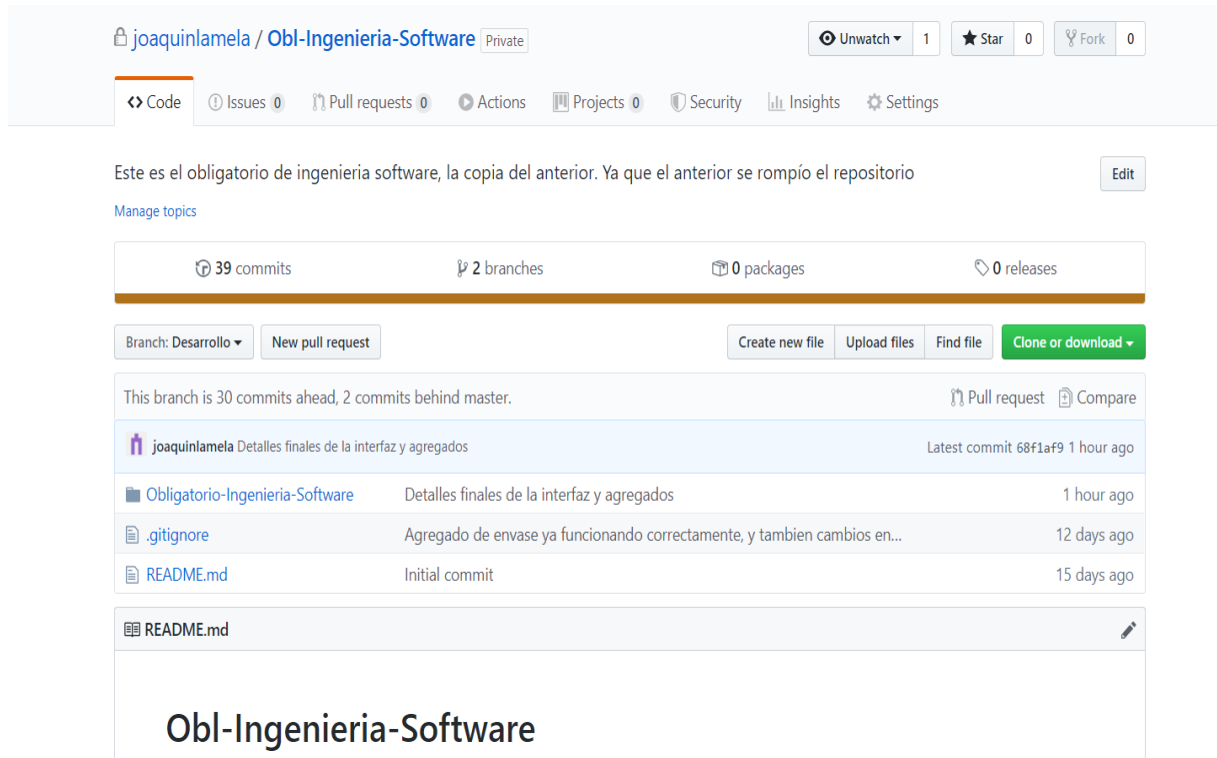 joaquinlamela / Obl-Ingenieria-Software Private Unwatch 1 Star 0 Fork 0
Code Issues 0 Pull requests 0 Actions Projects 0 Security Insights Settings
Este es el obligatorio de ingenieria software, la copia del anterior. Ya que el anterior se rompío el repositorio Edit
Manage topics
39 commits 2 branches 0 packages 0 releases
Branch: Desarrollo New pull request Create new file Upload files Find file Clone or download
This branch is 30 commits ahead, 2 commits behind master. Pull request Compare
joaquinlamela Detalles finales de la interfaz y agregados Latest commit 68f1af9 1 hour ago
Obligatorio-Ingenieria-Software Detalles finales de la interfaz y agregados 1 hour ago
.gitignore Agregado de envase ya funcionando correctamente, y tambien cambios en... 12 days ago
README.md Initial commit 15 days ago
README.md
Obl-Ingenieria-Software